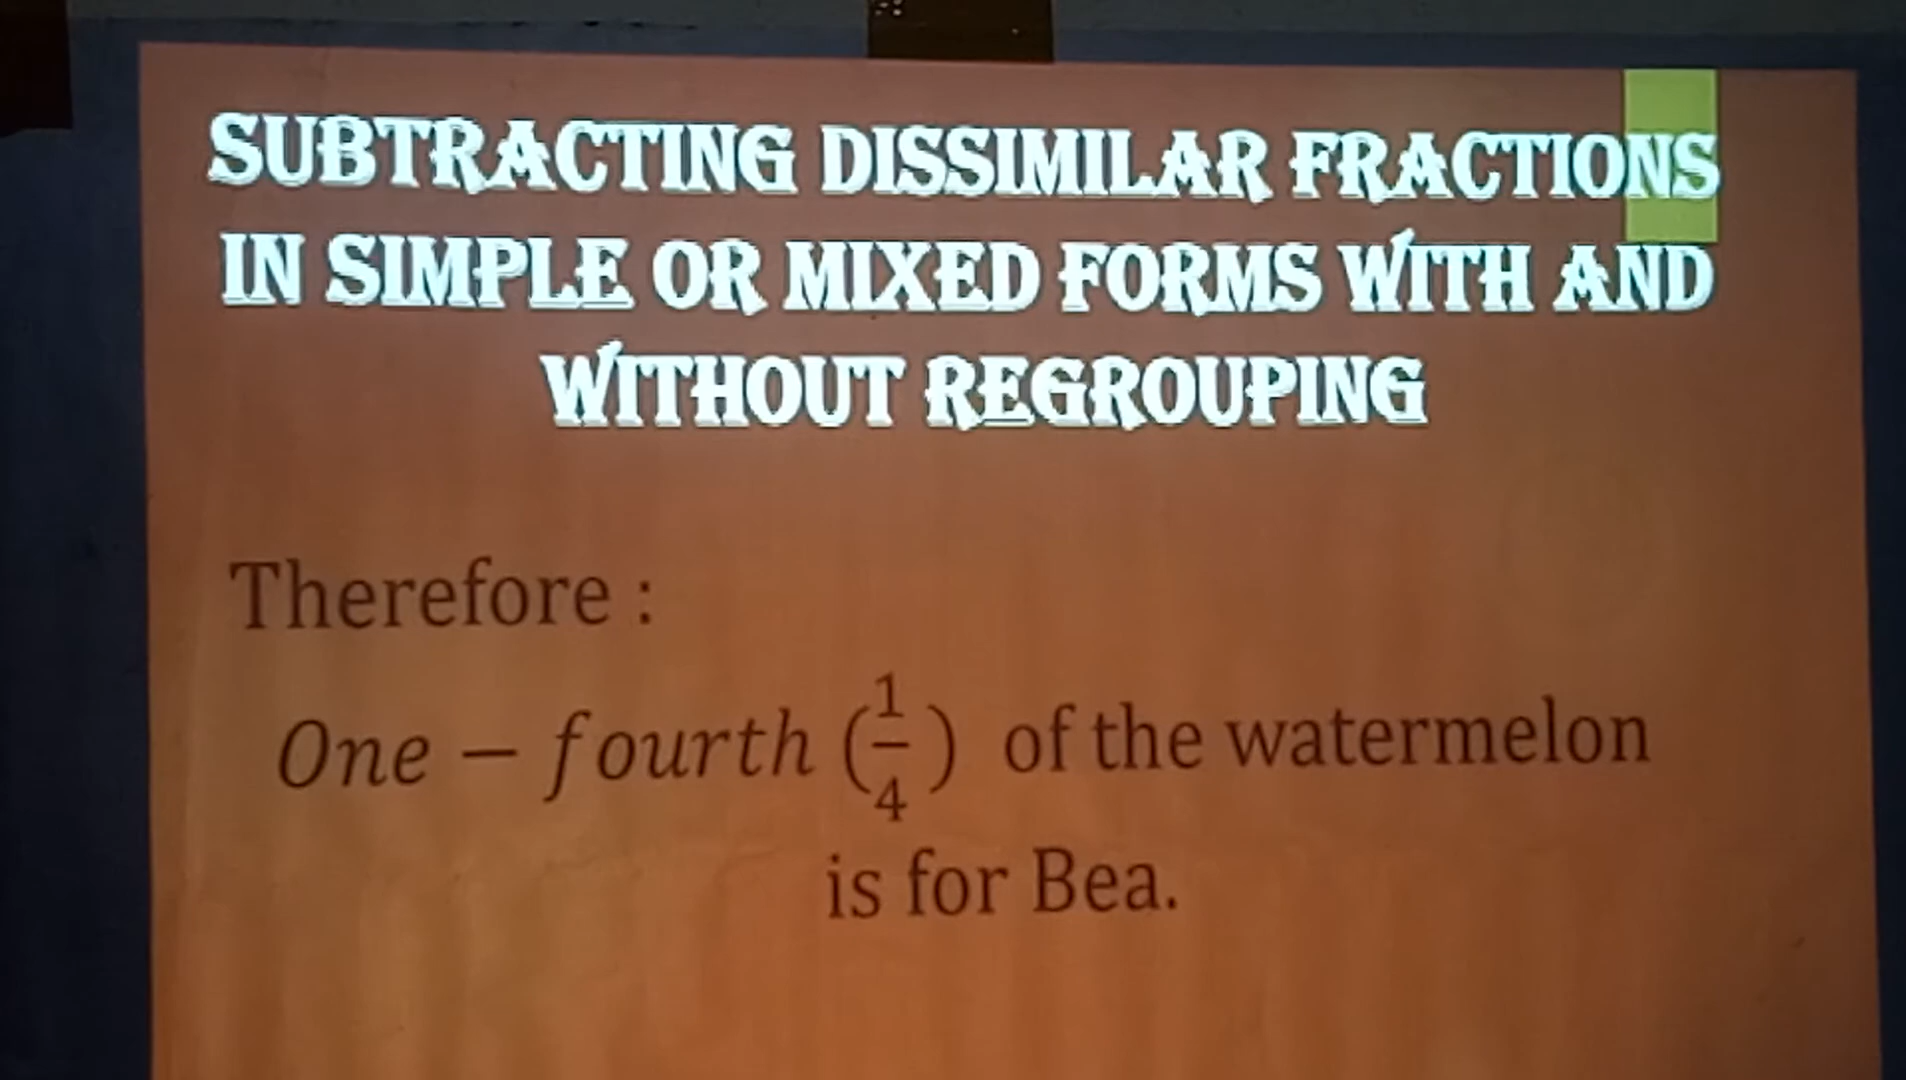 SUBTRACTING DISSIMILAR FRACTIONS
IN SIMPLE OR MIXED FORMS WITH AND
WITHOUT REGROUPING
Therefore :
One – fourth (1/4) of the watermelon
is for Bea.